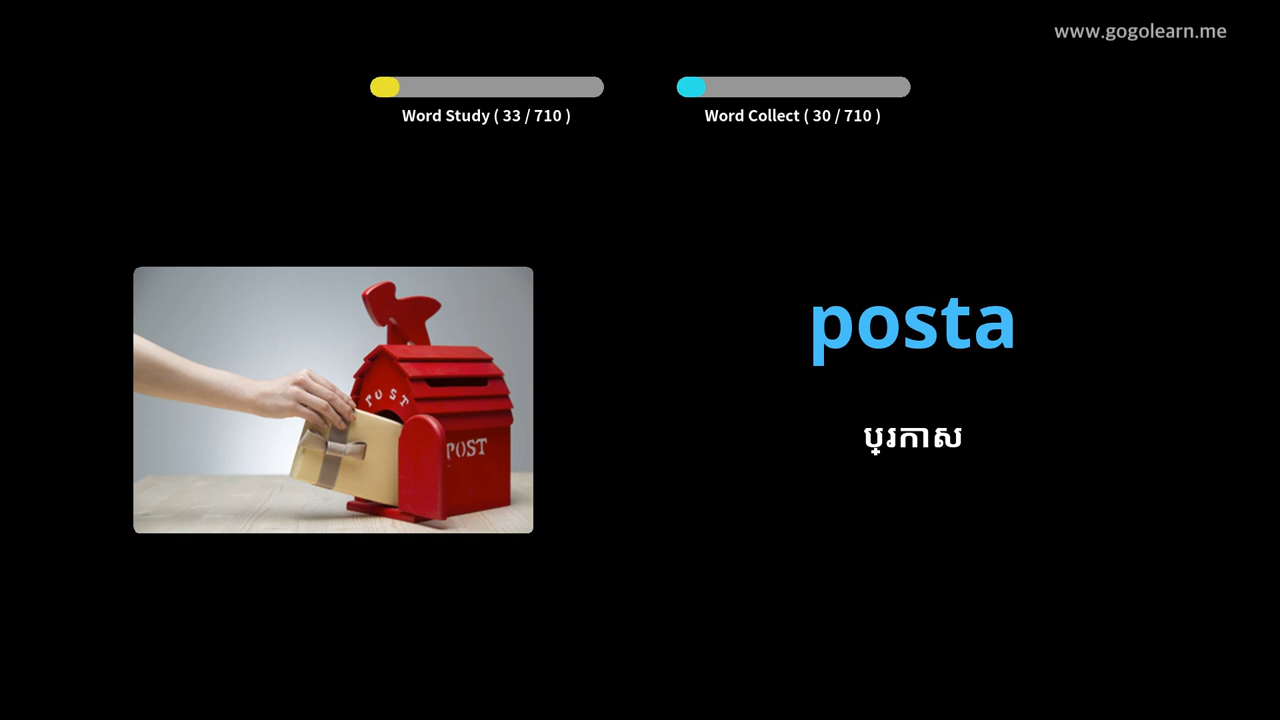 www.gogolearn.me
Word Study ( 33 / 710 )
Word Collect ( 30 / 710 )
POST
POST
posta
ប្រកាស